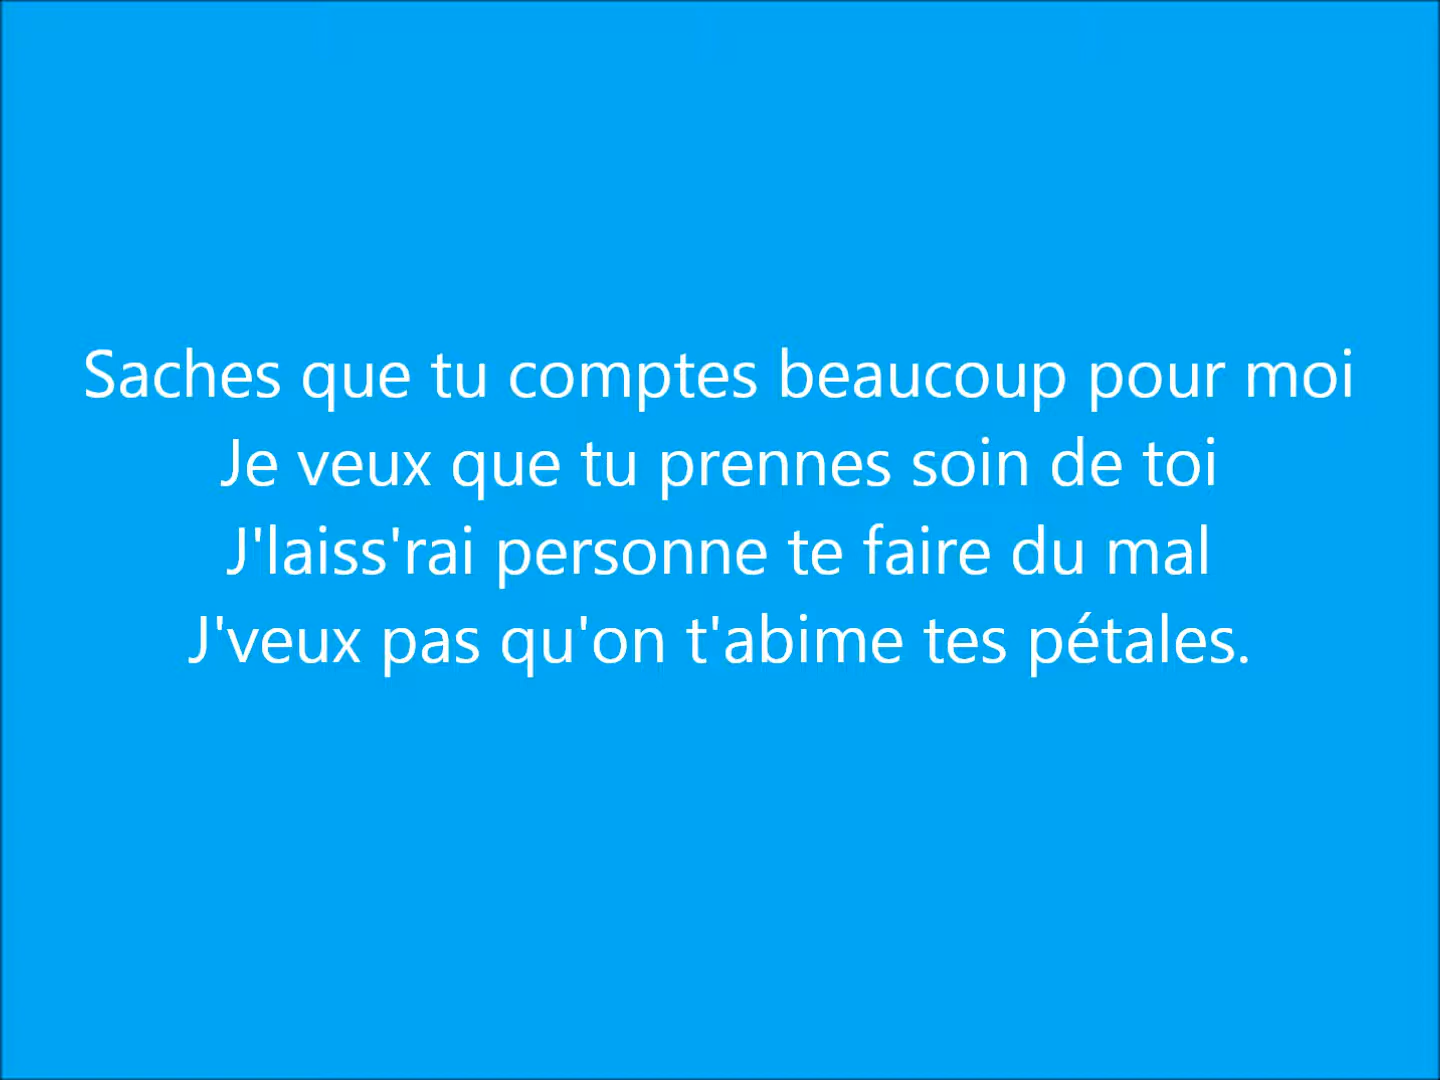 Saches que tu comptes beaucoup pour moi
Je veux que tu prennes soin de toi
J'laiss'rai personne te faire du mal
J'veux pas qu'on t'abime tes pétales.